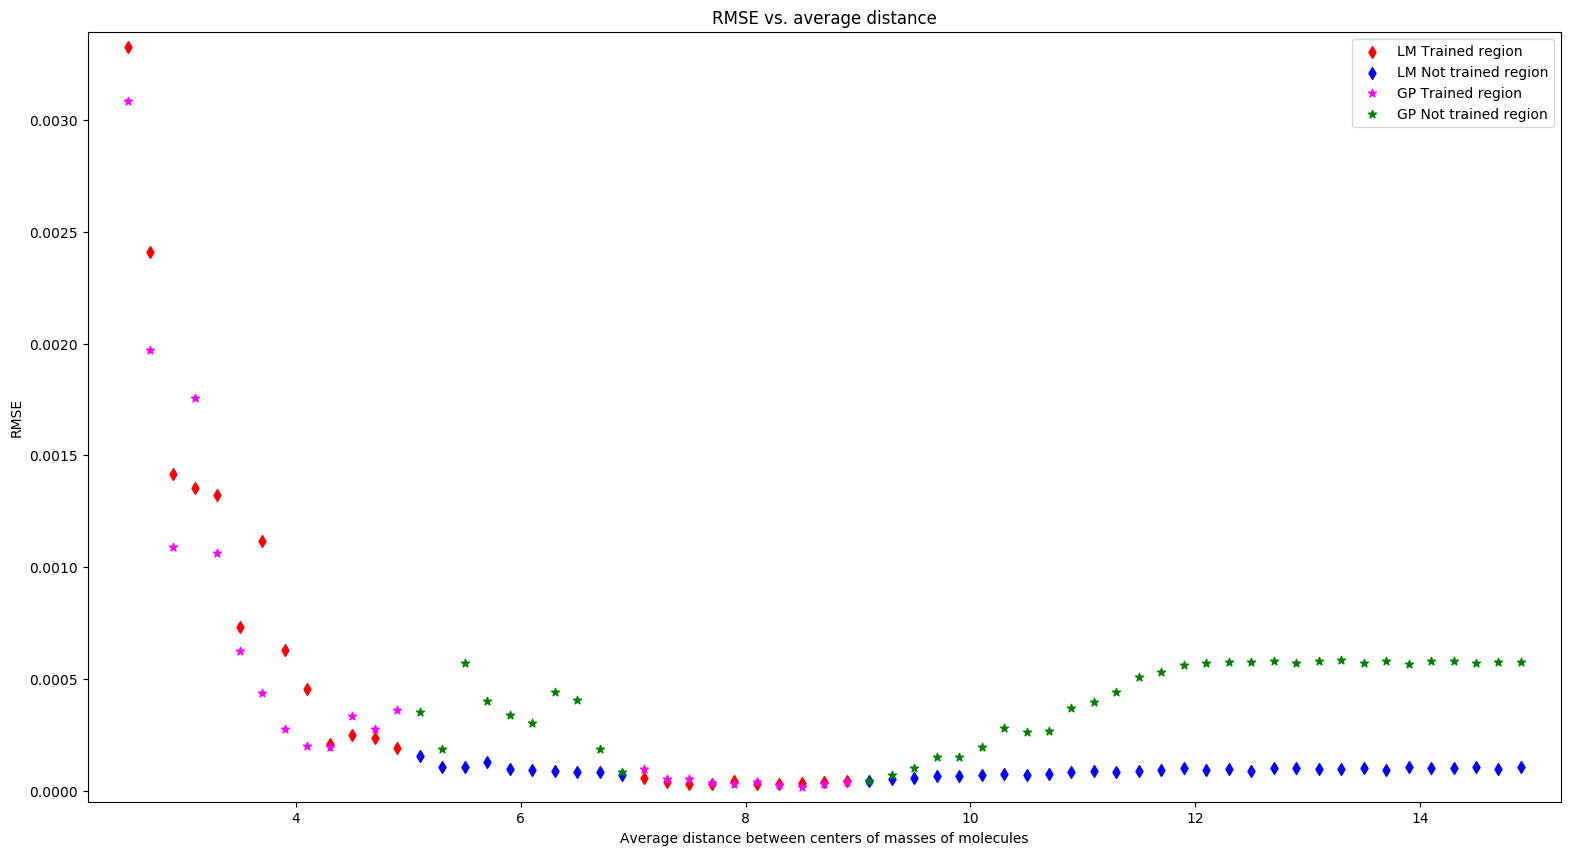 RMSE vs. average distance
LM Trained region
LM Not trained region
GP Trained region
GP Not trained region
0.0030
0.0025
0.0020
0.0015
0.0010
0.0005
0.0000
RMSE
4
6
8
10
12
14
Average distance between centers of masses of molecules